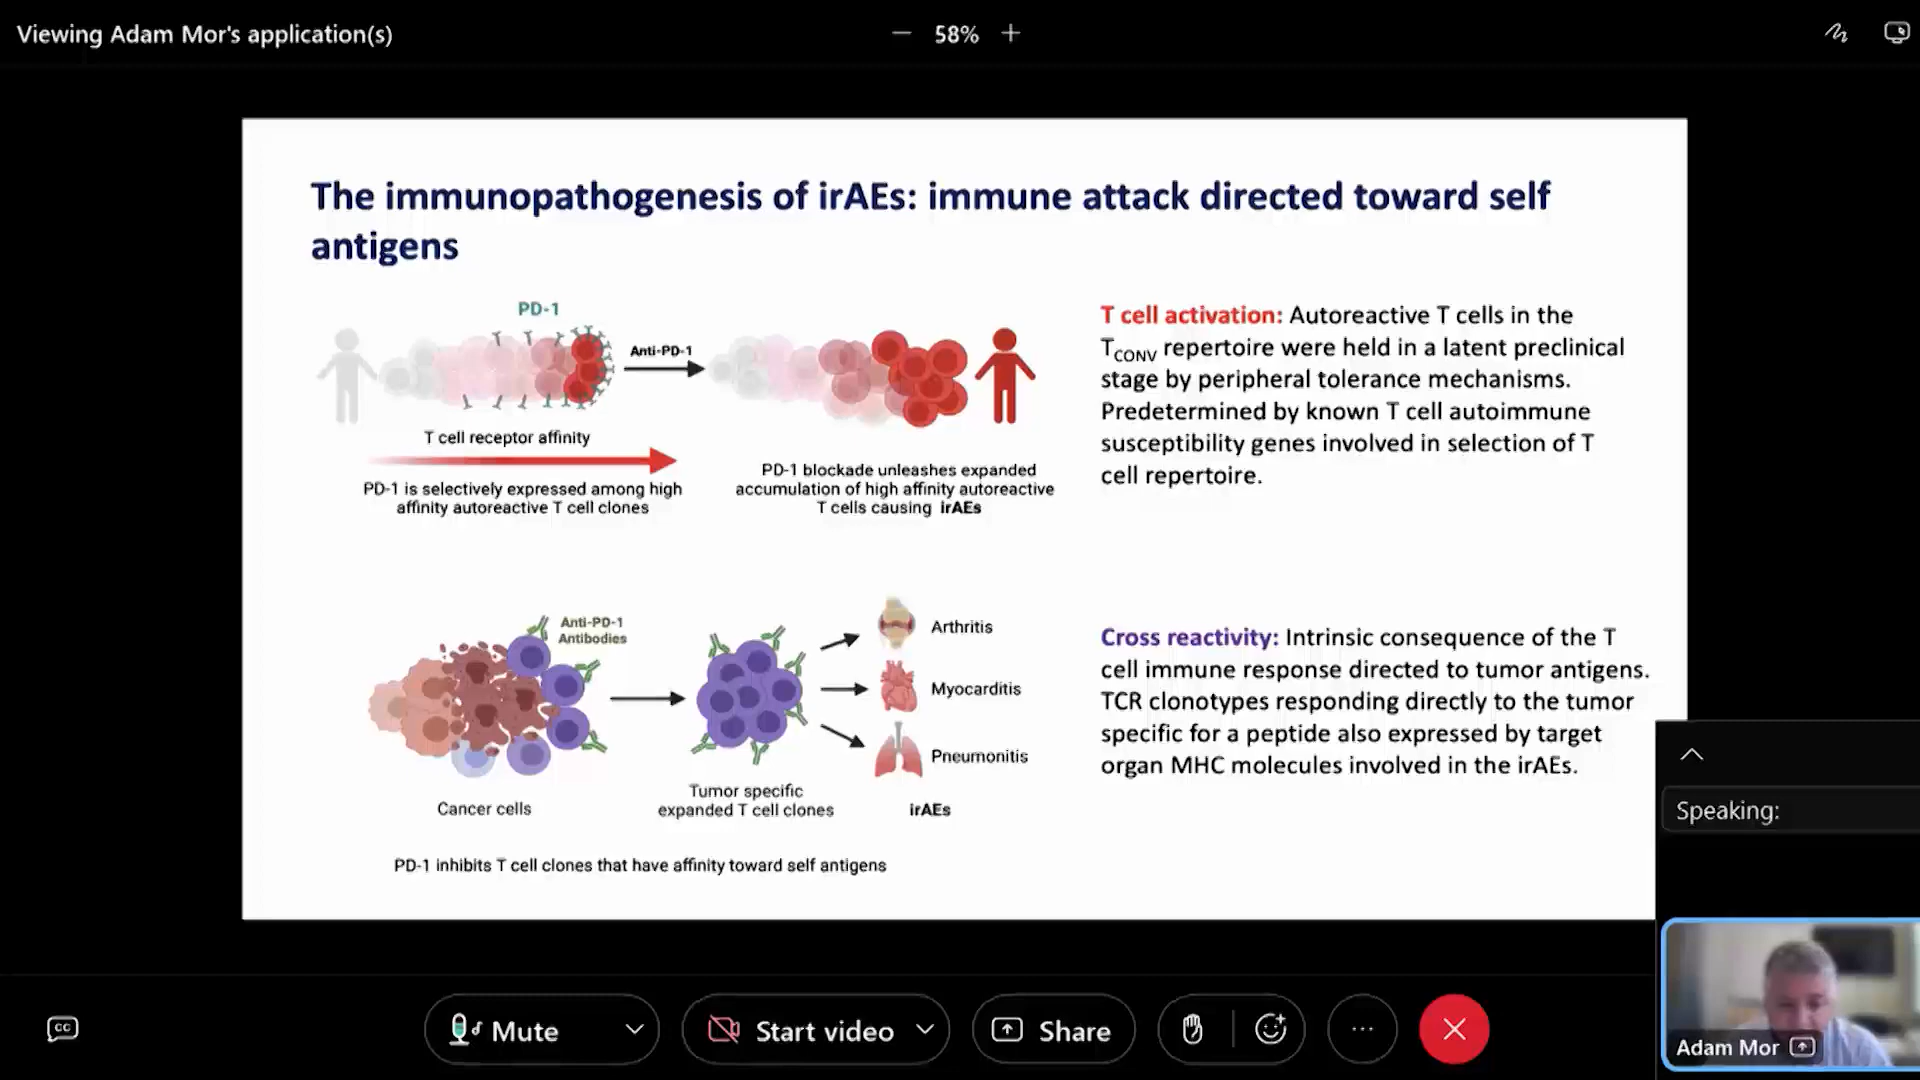 Viewing Adam Mor's application(s)
58%
The immunopathogenesis of irAEs: immune attack directed toward self
antigens
PD-1
Anti-PD-1
T cell receptor affinity
PD-1 is selectively expressed among high
affinity autoreactive T cell clones
PD-1 blockade unleashes expanded
accumulation of high affinity autoreactive
T cells causing irAEs
T cell activation: Autoreactive T cells in the
TCONV repertoire were held in a latent preclinical
stage by peripheral tolerance mechanisms.
Predetermined by known T cell autoimmune
susceptibility genes involved in selection of T
cell repertoire.
Anti-PD-1
Antibodies
Cancer cells
Tumor specific
expanded T cell clones
Arthritis
Myocarditis
Pneumonitis
irAEs
PD-1 inhibits T cell clones that have affinity toward self antigens
Cross reactivity: Intrinsic consequence of the T
cell immune response directed to tumor antigens.
TCR clonotypes responding directly to the tumor
specific for a peptide also expressed by target
organ MHC molecules involved in the irAEs.
Speaking:
Adam Mor
CC
Mute
Start video
Share